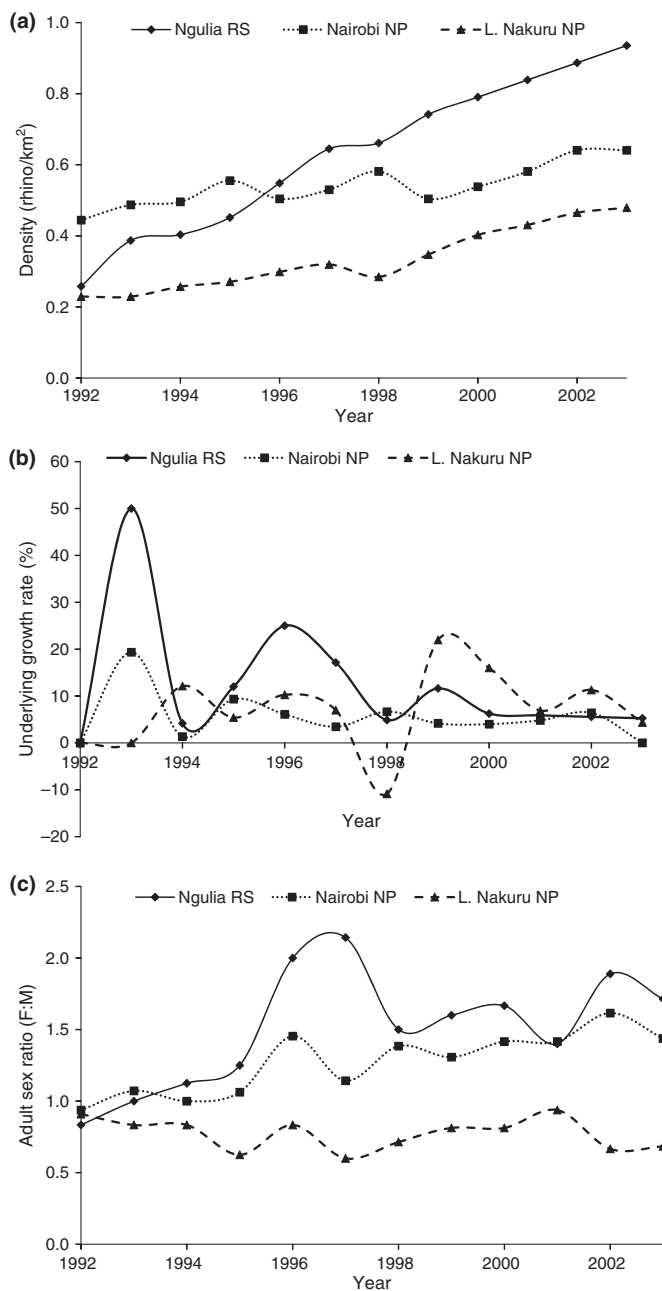 (a)
Ngulia RS Nairobi NP L. Nakuru NP
1.0
0.8
0.6
0.4
0.2
0.0
Density (rhino/km²)
1992 1994 1996 1998 2000 2002
Year
(b)
Ngulia RS Nairobi NP L. Nakuru NP
60
50
40
30
20
10
0
–10
–20
Underlying growth rate (%)
1992 1994 1996 1998 2000 2002
Year
(c)
Ngulia RS Nairobi NP L. Nakuru NP
2.5
2.0
1.5
1.0
0.5
0.0
Adult sex ratio (F:M)
1992 1994 1996 1998 2000 2002
Year